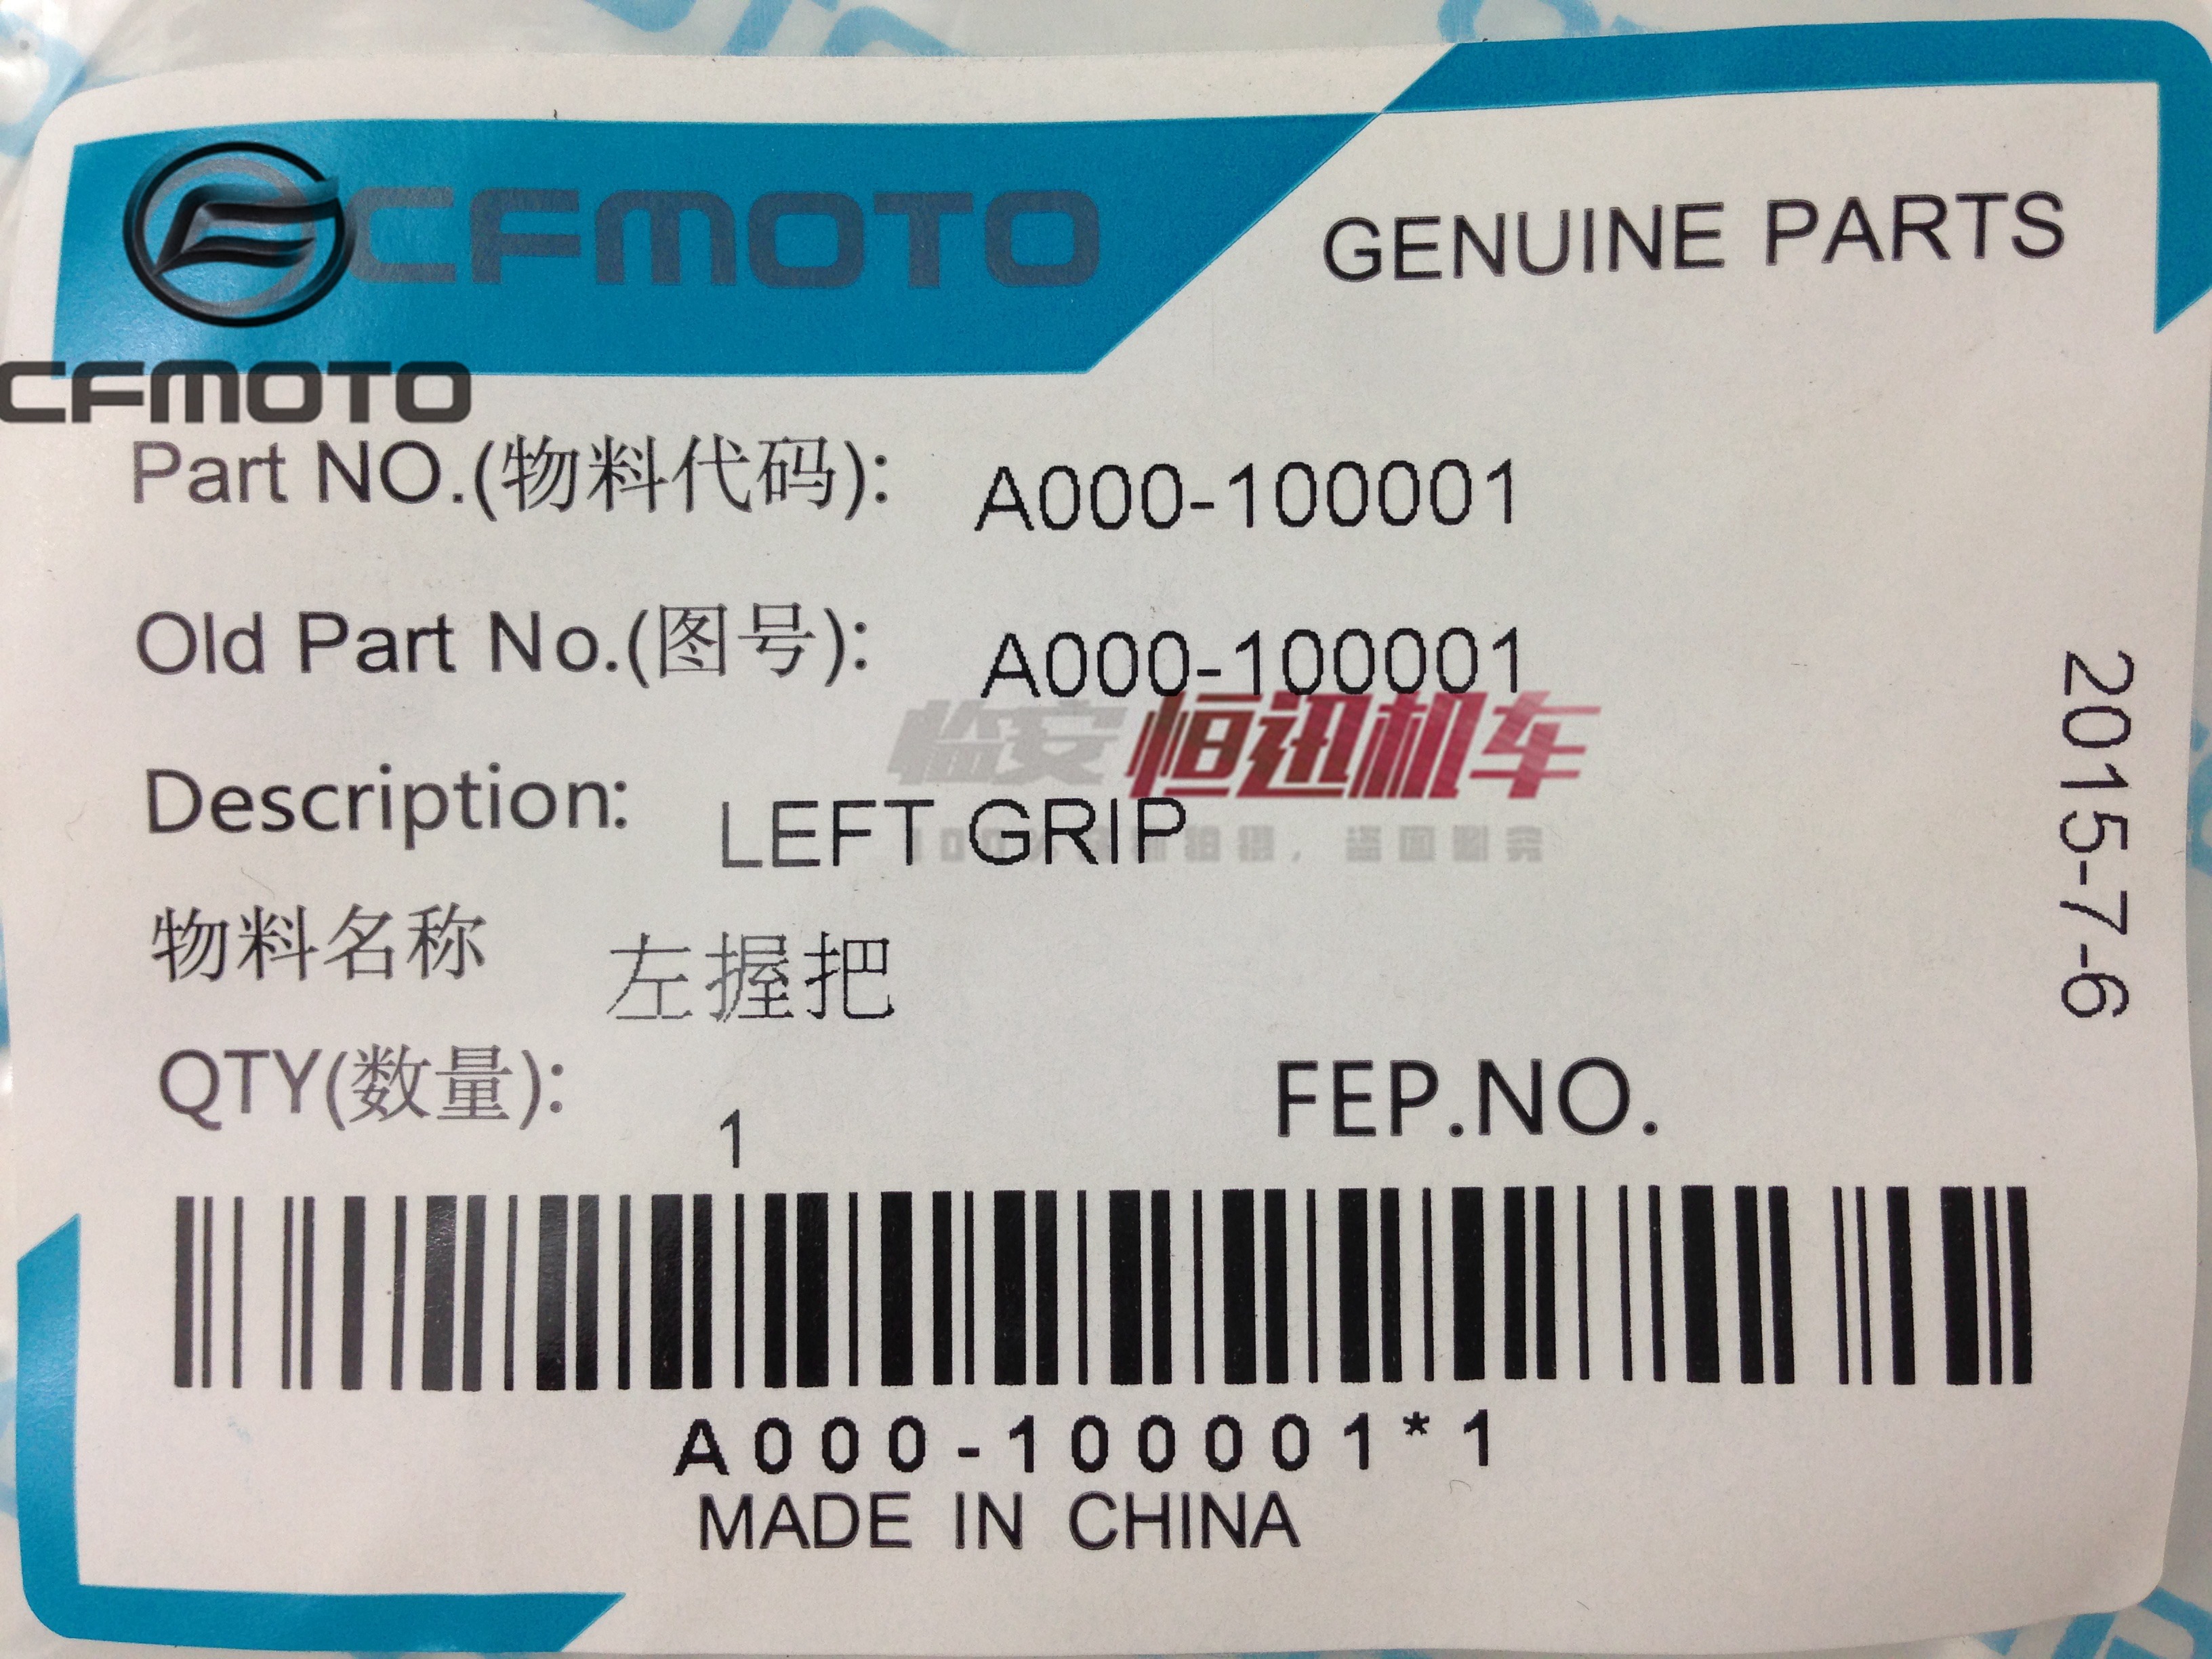 CFMOTO
GENUINE PARTS
CFMOTO
Part NO.(物料代码): A000-100001
Old Part No.(图号): A000-100001
临安恒迅机车
Description: LEFT GRIP
物料名称 左握把
2015-7-6
QTY(数量): 1
FEP.NO.
A000-100001*1
MADE IN CHINA